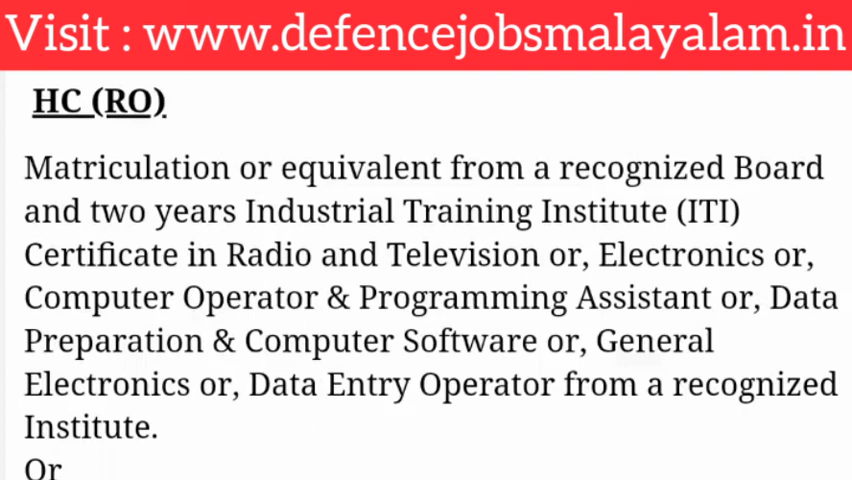 Visit : www.defencejobsmalayalam.in
HC (RO)
Matriculation or equivalent from a recognized Board
and two years Industrial Training Institute (ITI)
Certificate in Radio and Television or, Electronics or,
Computer Operator & Programming Assistant or, Data
Preparation & Computer Software or, General
Electronics or, Data Entry Operator from a recognized
Institute.
Or